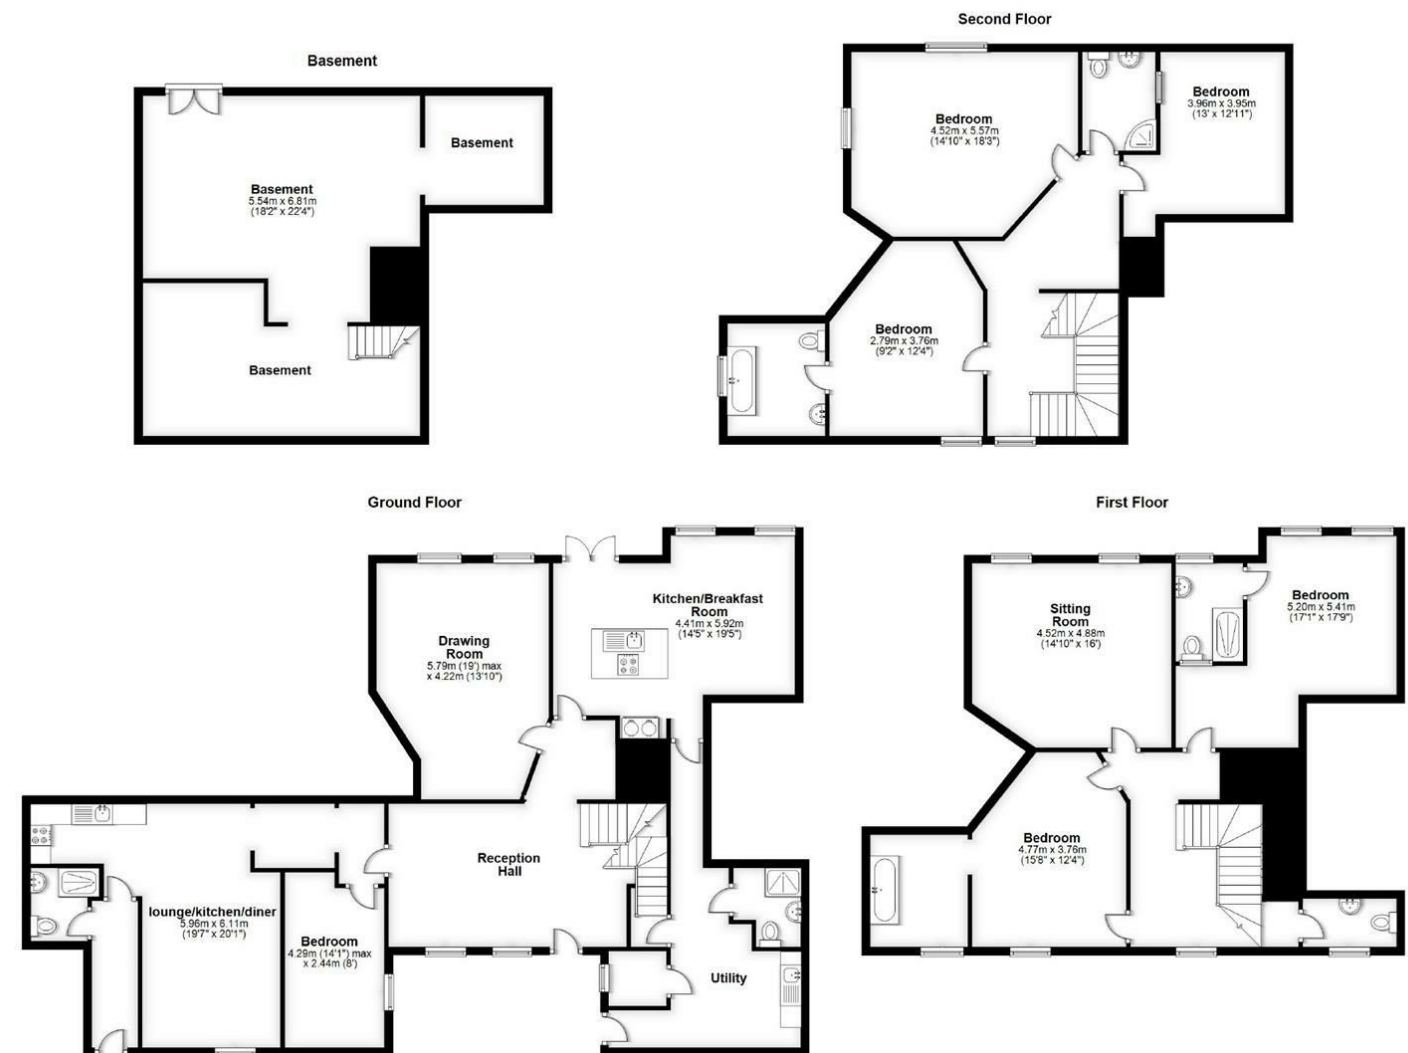 Basement
Basement
5.54m x 6.81m
(18'2" x 22'4")
Basement
Basement
Second Floor
Bedroom
4.52m x 5.57m
(14'10" x 18'3")
Bedroom
3.96m x 3.95m
(13' x 12'11")
Bedroom
2.79m x 3.76m
(9'2" x 12'4")
Ground Floor
Kitchen/Breakfast
Room
4.41m x 5.92m
(14'5" x 19'5")
Drawing
Room
5.79m (19') max
x 4.22m (13'10")
Reception
Hall
lounge/kitchen/diner
5.96m x 6.11m
(19'7" x 20'1")
Bedroom
4.29m (14'1") max
x 2.44m (8')
Utility
First Floor
Sitting
Room
4.52m x 4.88m
(14'10" x 16')
Bedroom
5.20m x 5.41m
(17'1" x 17'9")
Bedroom
4.77m x 3.76m
(15'8" x 12'4")